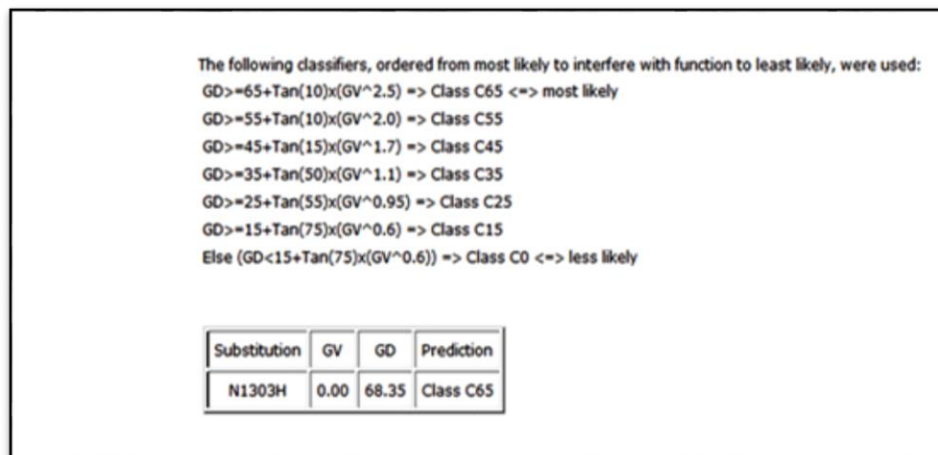 The following classifiers, ordered from most likely to interfere with function to least likely, were used:
GD>=65+Tan(10)x(GV^2.5) => Class C65 <=> most likely
GD>=55+Tan(10)x(GV^2.0) => Class C55
GD>=45+Tan(15)x(GV^1.7) => Class C45
GD>=35+Tan(50)x(GV^1.1) => Class C35
GD>=25+Tan(55)x(GV^0.95) => Class C25
GD>=15+Tan(75)x(GV^0.6) => Class C15
Else (GD<15+Tan(75)x(GV^0.6)) => Class C0 <=> less likely
Substitution GV GD Prediction
N1303H 0.00 68.35 Class C65